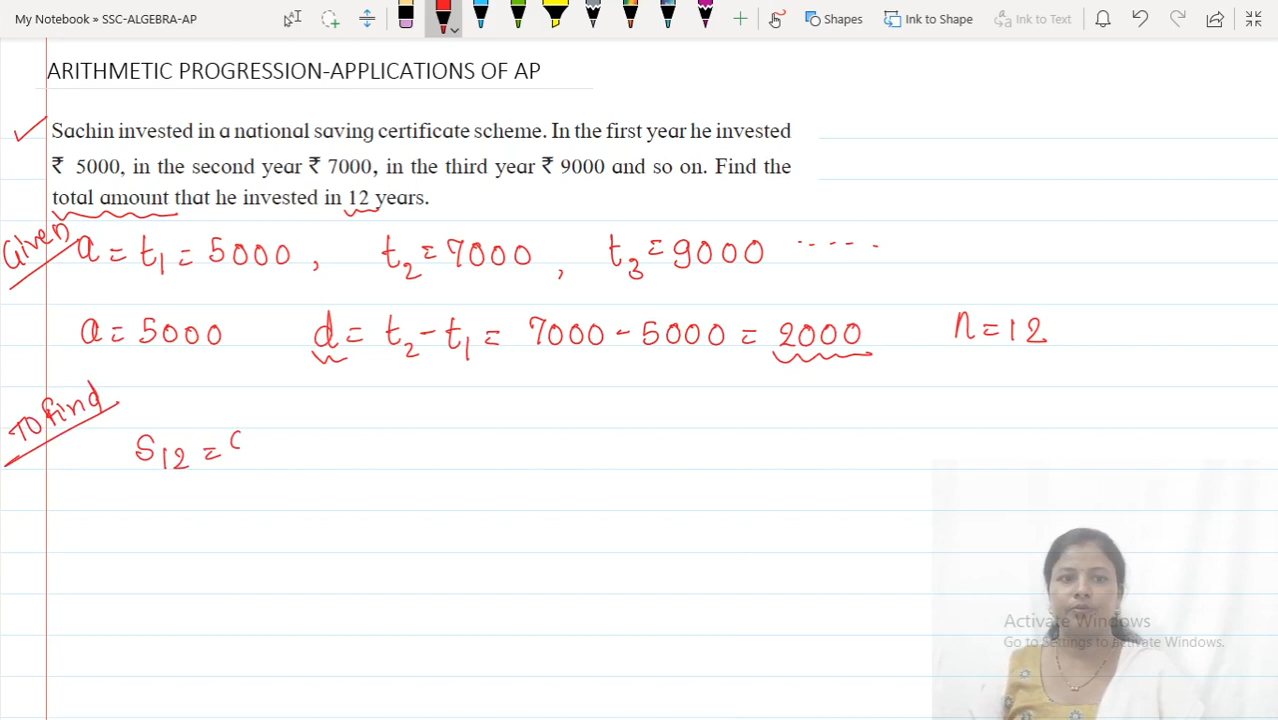 My Notebook » SSC-ALGEBRA-AP
Shapes
Ink to Shape
Ink to Text
ARITHMETIC PROGRESSION-APPLICATIONS OF AP
Sachin invested in a national saving certificate scheme. In the first year he invested
₹ 5000, in the second year ₹ 7000, in the third year ₹ 9000 and so on. Find the
total amount that he invested in 12 years.
Given a = t₁ = 5000, t₂ = 7000, t₃ = 9000 ......
a = 5000 d = t₂ - t₁ = 7000 - 5000 = 2000 n = 12
To find
S₁₂ =
Activate Windows
Go to Settings to Activate Windows.